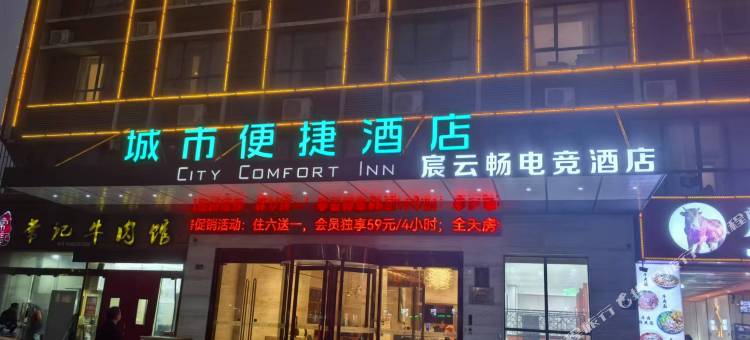 城市便捷酒店
CITY COMFORT INN
宸云畅电竞酒店
促销活动：住六送一，会员独享59元/4小时；全天房
牛肉馆